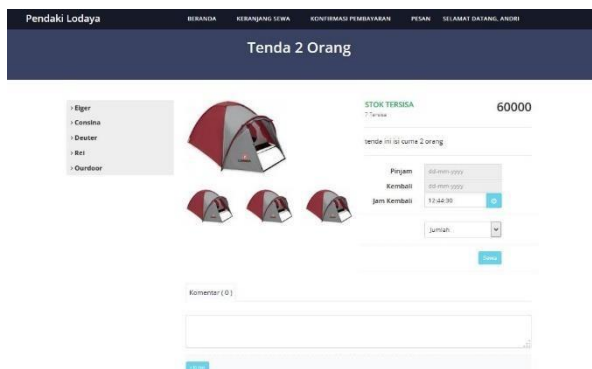 Pendaki Lodaya
BERANDA KERANJANG SEWA KONFIRMASI PEMBAYARAN PESAN SELAMAT DATANG, ANDRI
Tenda 2 Orang
› Eiger
› Consina
› Deuter
› Rei
› Ourdoor
STOK TERSISA
7 Tersisa
60000
tenda ini isi cuma 2 orang
Pinjam dd-mm-yyyy
Kembali dd-mm-yyyy
Jam Kembali 12:44:30
Jumlah
Sewa
Komentar ( 0 )